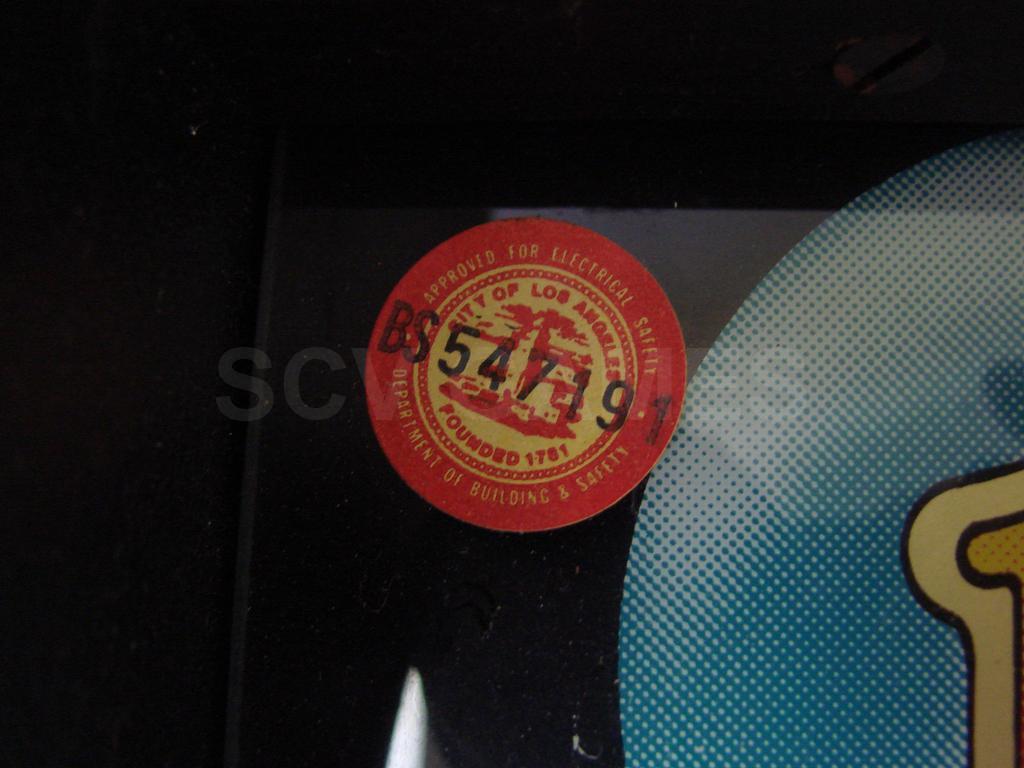 APPROVED FOR ELECTRICAL SAFETY
CITY OF LOS ANGELES
BS 547191
FOUNDED 1781
DEPARTMENT OF BUILDING & SAFETY